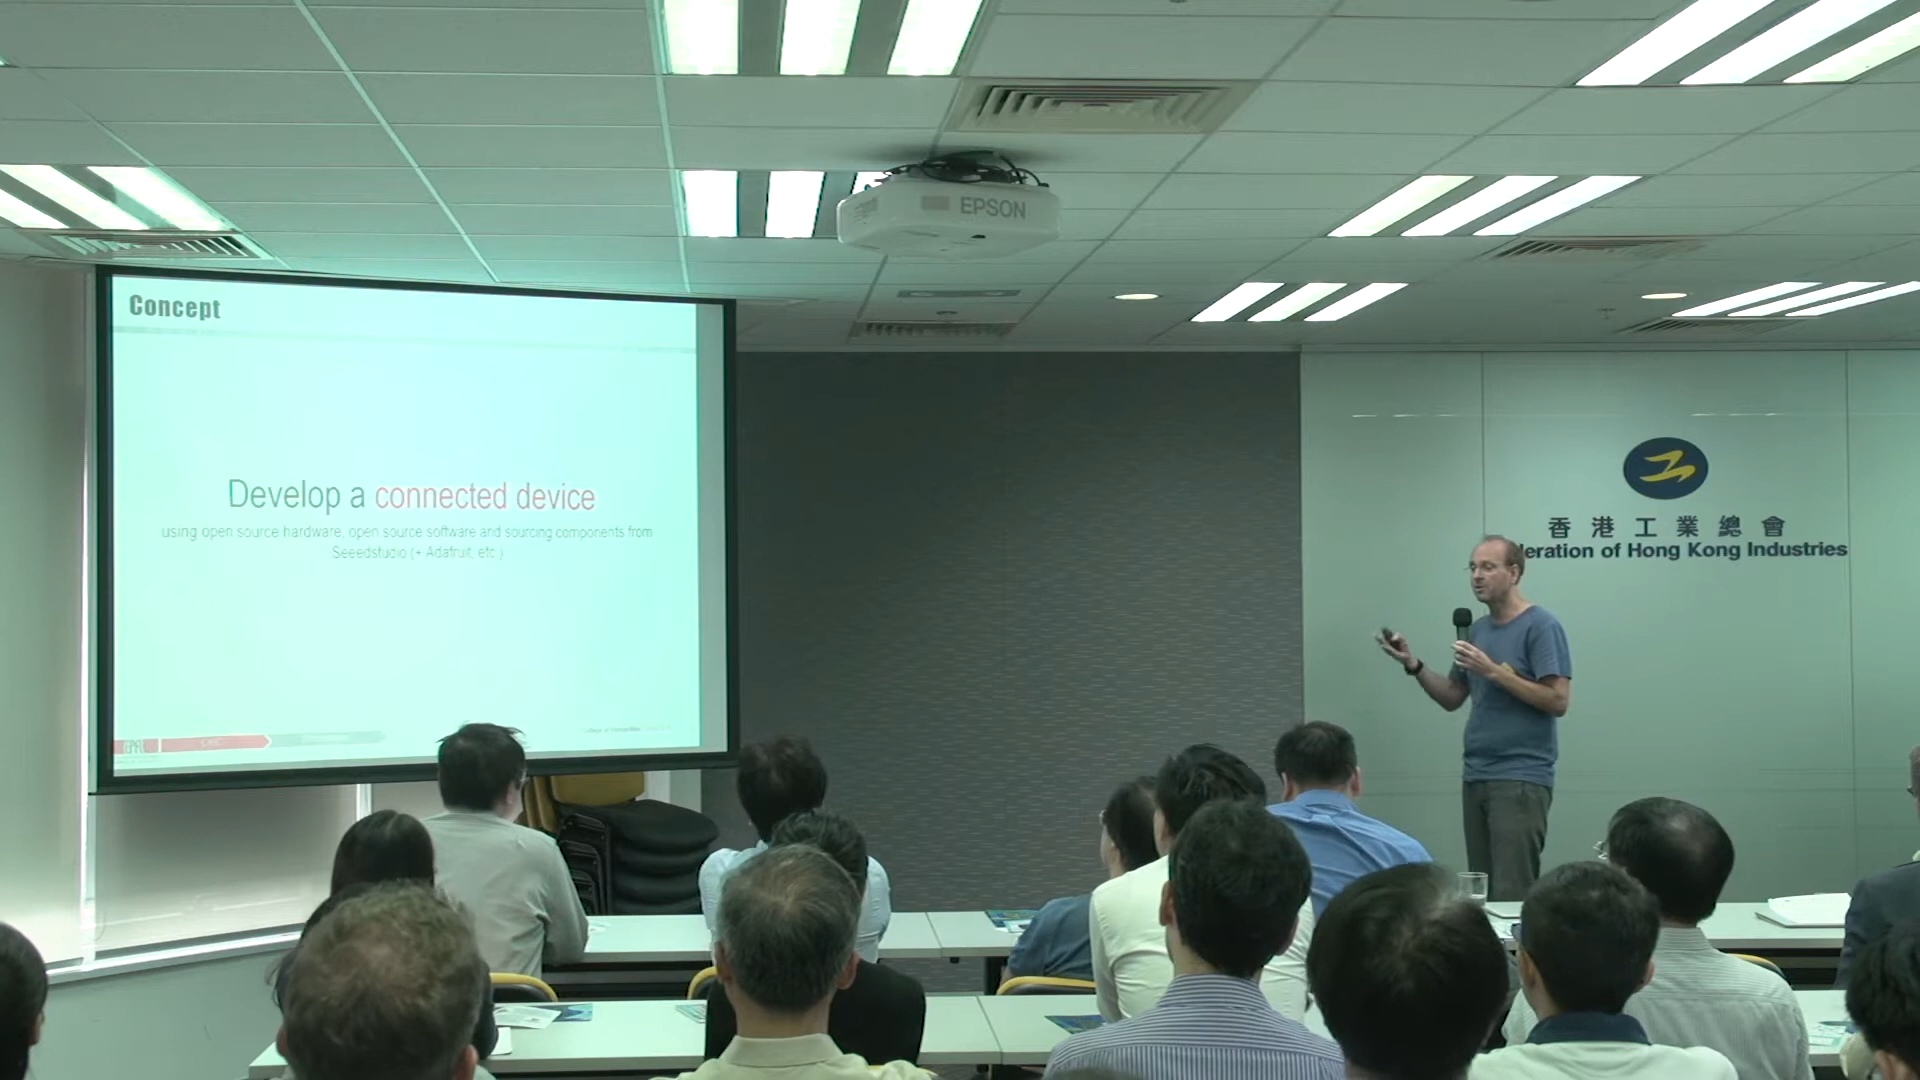 EPSON
Concept
Develop a connected device
using open source hardware, open source software and sourcing components from
Seeedstudio (+ Adafruit, etc.)
香港工業總會
eration of Hong Kong Industries